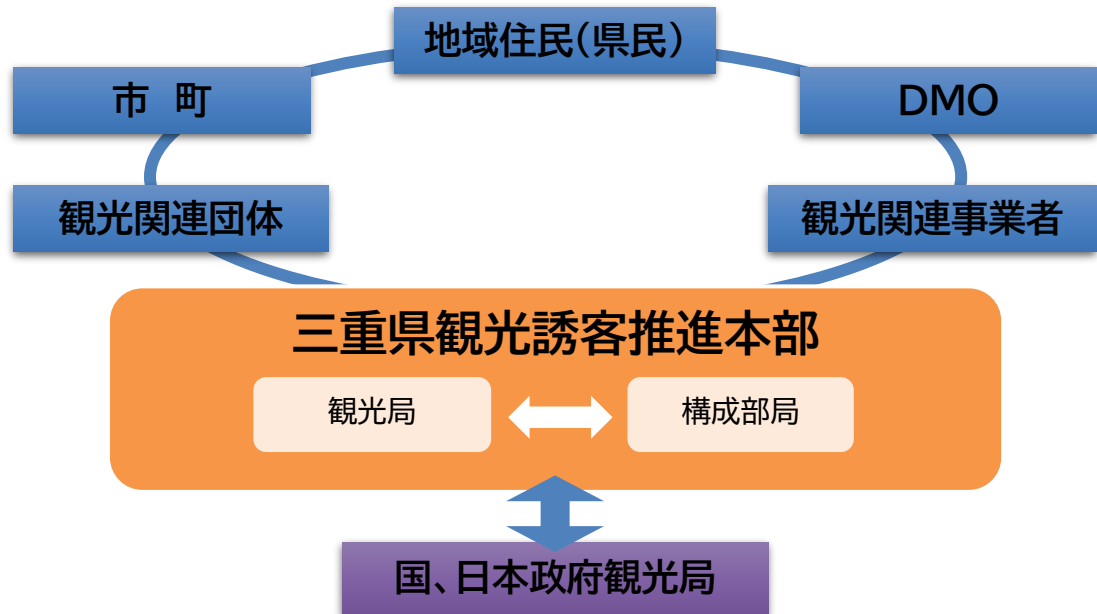 地域住民(県民)
市 町
DMO
観光関連団体
観光関連事業者
三重県観光誘客推進本部
観光局
構成部局
国、日本政府観光局